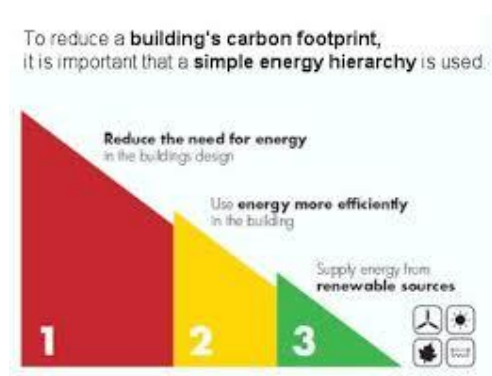 To reduce a building's carbon footprint,
it is important that a simple energy hierarchy is used.
Reduce the need for energy
in the buildings design
Use energy more efficiently
in the building
Supply energy from
renewable sources
1
2
3